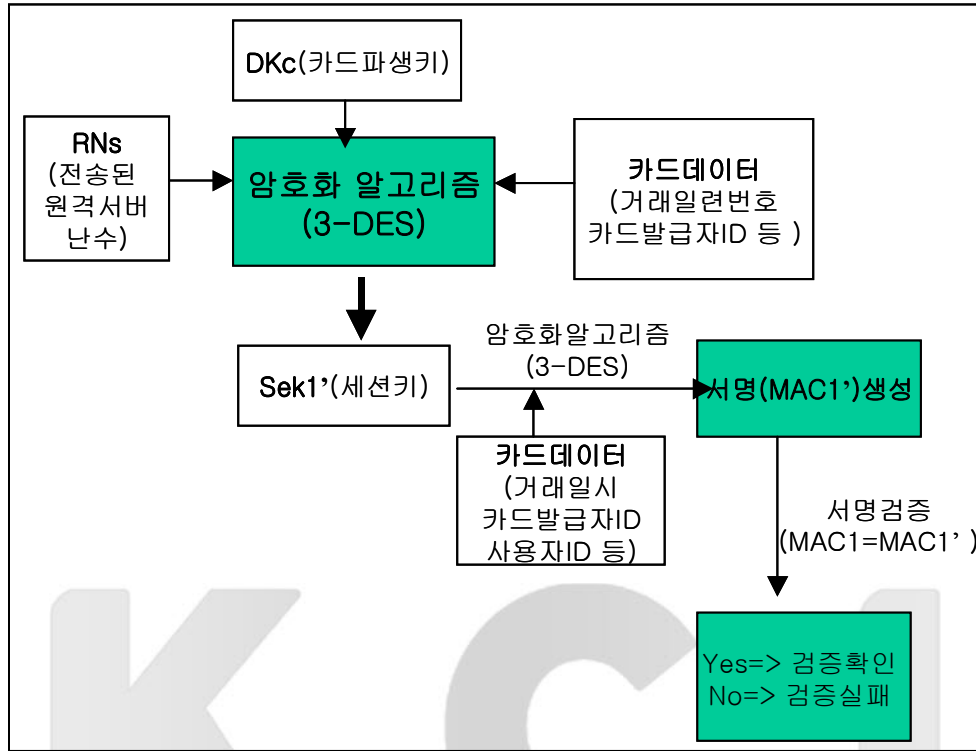 DKc(카드파생키)
RNs
(전송된
원격서버
난수)
암호화 알고리즘
(3-DES)
카드데이터
(거래일련번호
카드발급자ID 등 )
암호화알고리즘
(3-DES)
Sek1’(세션키)
서명(MAC1’)생성
카드데이터
(거래일시
카드발급자ID
사용자ID 등)
서명검증
(MAC1=MAC1’ )
Yes=> 검증확인
No=> 검증실패
KCI